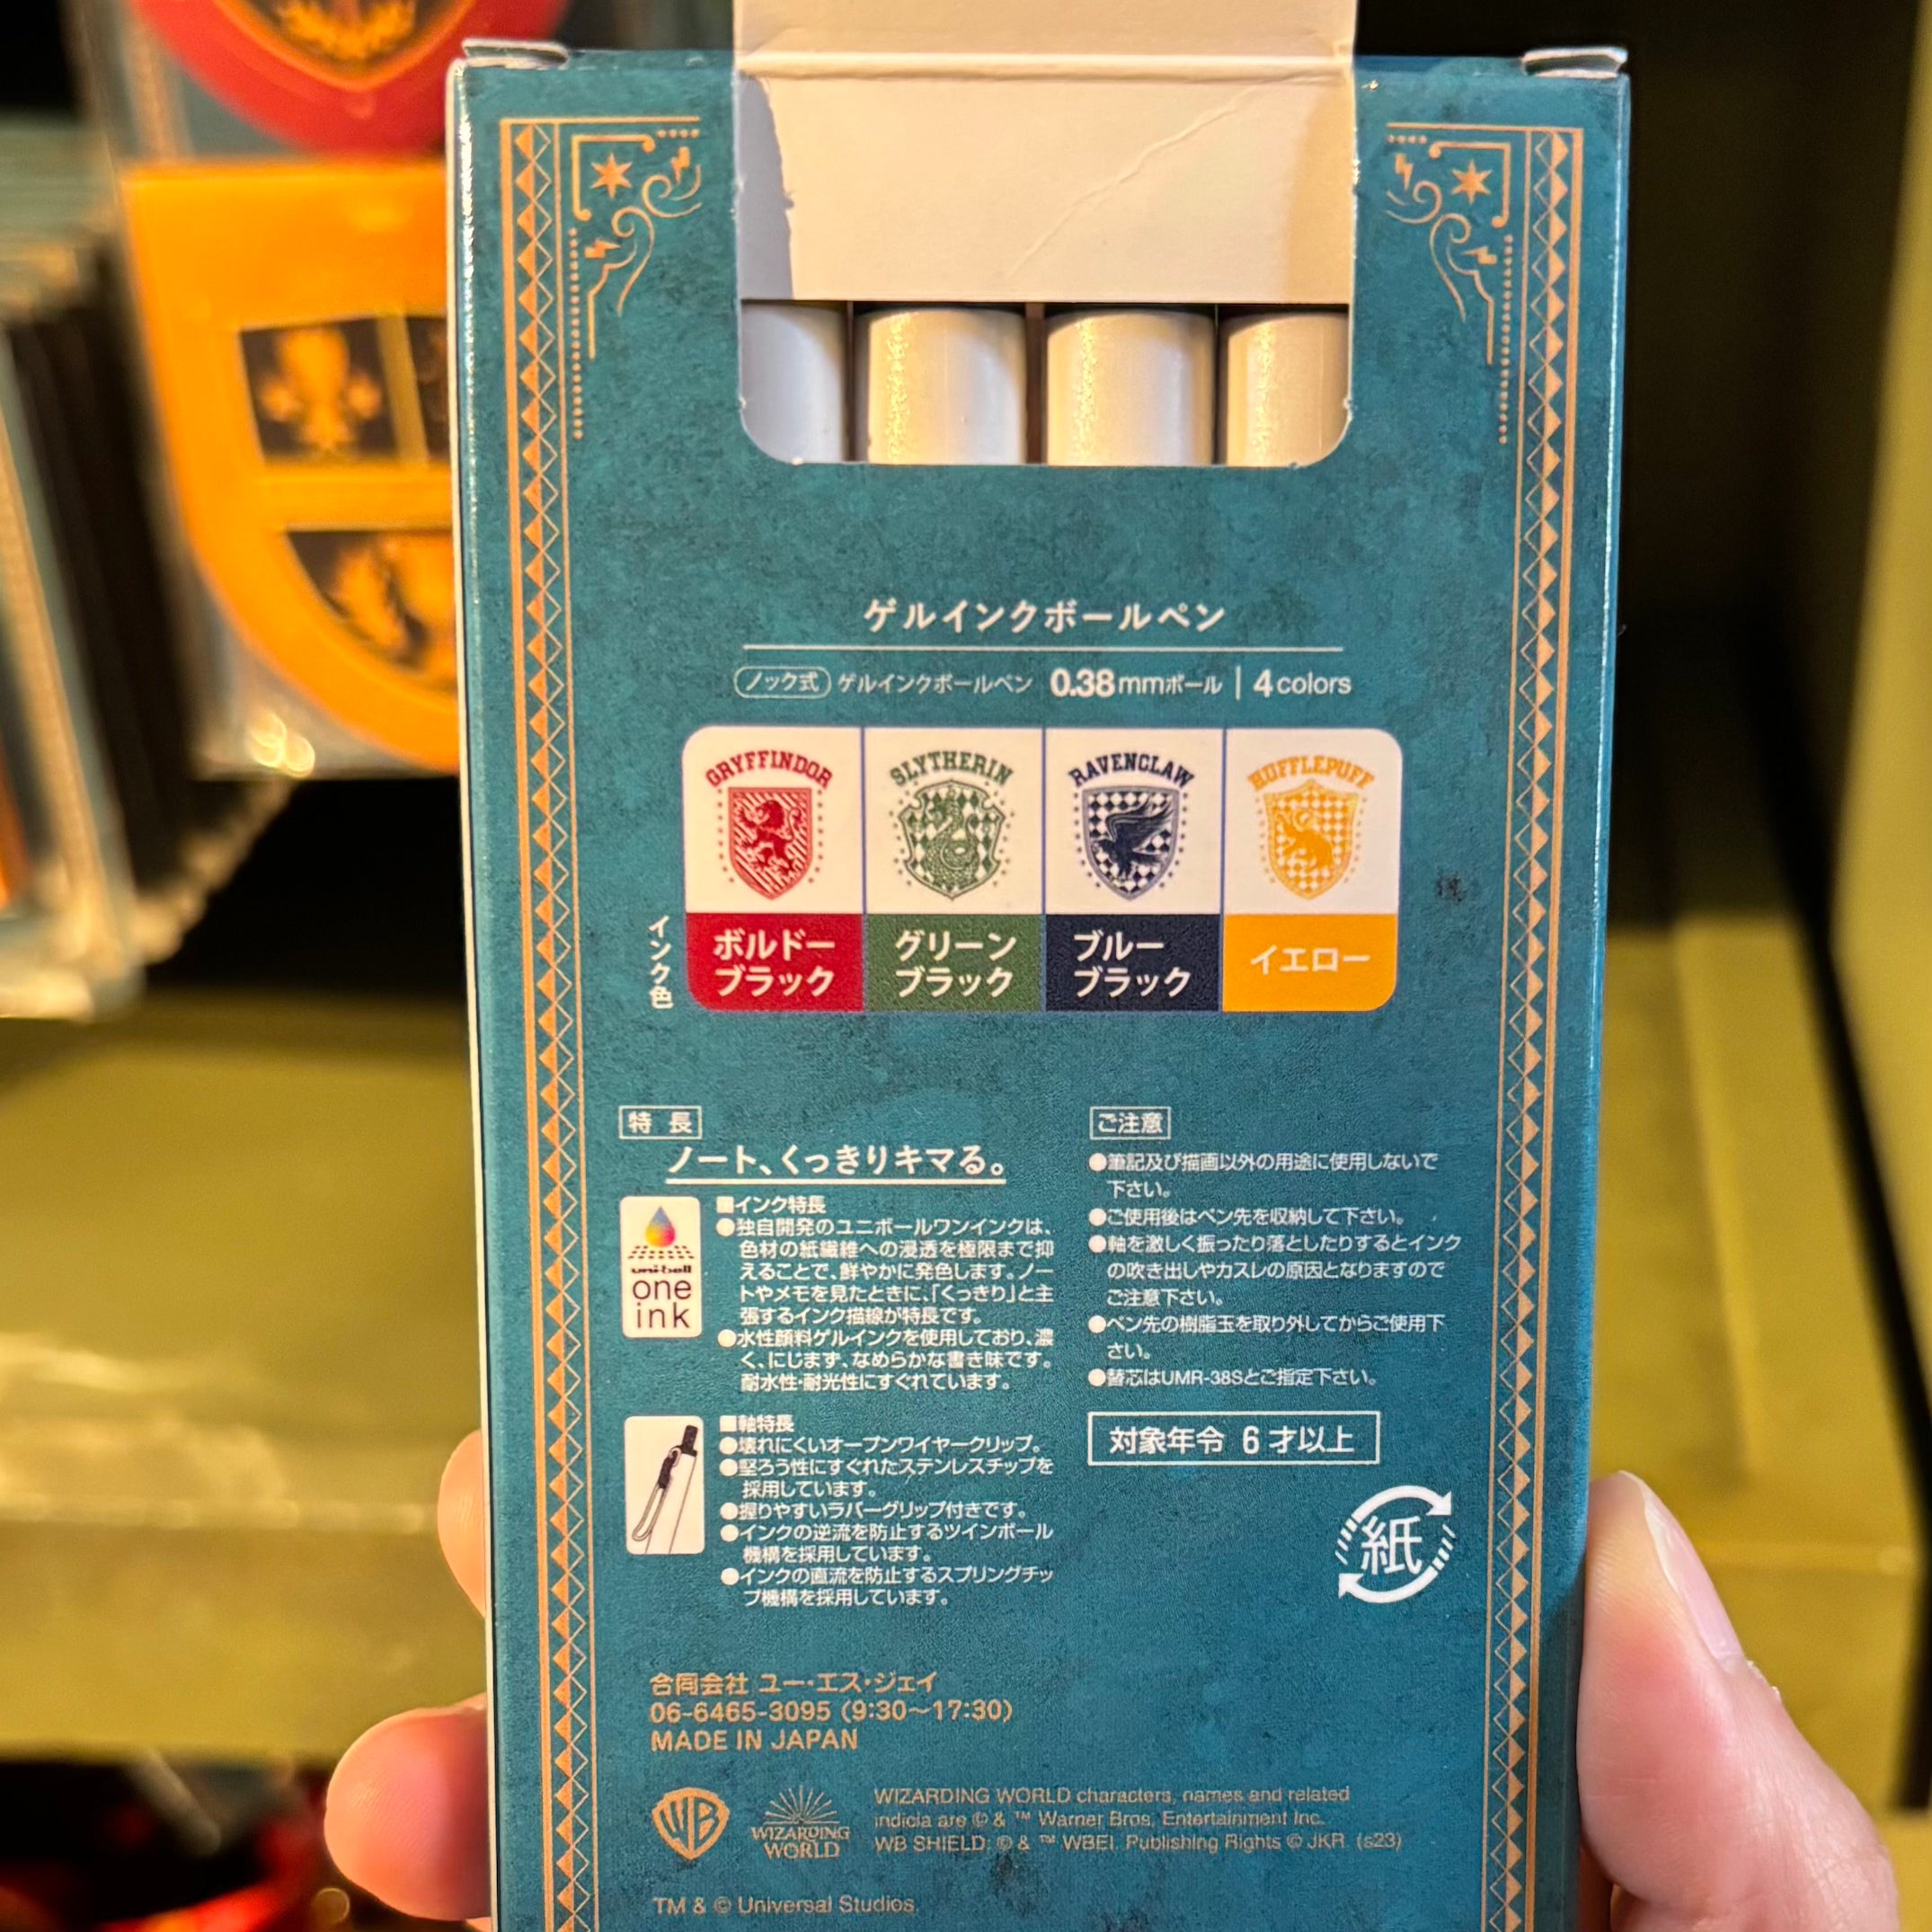 ゲルインクボールペン
ノック式 ゲルインクボールペン 0.38mmボール | 4colors
GRYFFINDOR SLYTHERIN RAVENCLAW HUFFLEPUFF
インク色
ボルドー
ブラック
グリーン
ブラック
ブルー
ブラック
イエロー
特 長
ノート、くっきりキマる。
uni-ball
one
ink
■インク特長
●独自開発のユニボールワンインクは、
色材の紙繊維への浸透を極限まで抑
えることで、鮮やかに発色します。ノー
トやメモを見たときに、「くっきり」と主
張するインク描線が特長です。
●水性顔料ゲルインクを使用しており、濃
く、にじまず、なめらかな書き味です。
耐水性・耐光性にすぐれています。
■軸特長
●壊れにくいオープンワイヤークリップ。
●堅ろう性にすぐれたステンレスチップを
採用しています。
●握りやすいラバーグリップ付きです。
●インクの逆流を防止するツインボール
機構を採用しています。
●インクの直流を防止するスプリングチッ
プ機構を採用しています。
ご注意
●筆記及び描画以外の用途に使用しないで
下さい。
●ご使用後はペン先を収納して下さい。
●軸を激しく振ったり落としたりするとインク
の吹き出しやカスレの原因となりますので
ご注意下さい。
●ペン先の樹脂玉を取り外してからご使用下
さい。
●替芯はUMR-38Sとご指定下さい。
対象年令 6才以上
紙
合同会社 ユー・エス・ジェイ
06-6465-3095 (9:30～17:30)
MADE IN JAPAN
WB
WIZARDING
WORLD
WIZARDING WORLD characters, names and related
indicia are © & ™ Warner Bros. Entertainment Inc.
WB SHIELD: © & ™ WBEI. Publishing Rights © JKR. (s23)
TM & © Universal Studios.